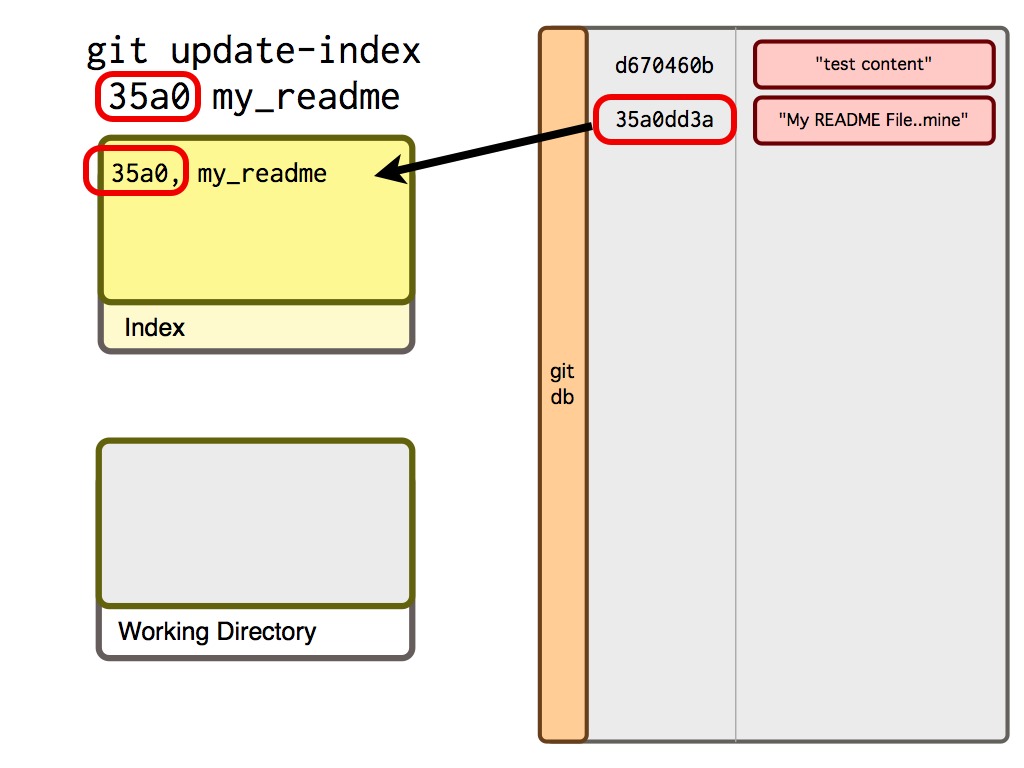 git update-index
35a0 my_readme
35a0, my_readme
Index
Working Directory
git
db
d670460b
"test content"
35a0dd3a
"My README File..mine"